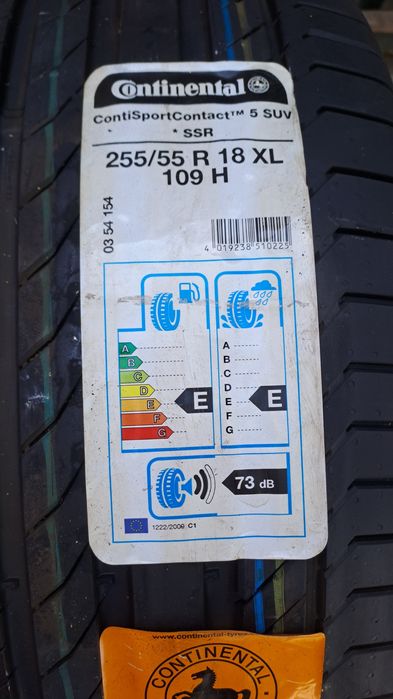 Continental
ContiSportContact™ 5 SUV
* SSR
255/55 R 18 XL
109 H
03 54 154
4 019238 510225
A
B
C
D
E
F
G
E
A
B
C
D
E
F
G
E
73 dB
1222/2009 C1
www.continental-tyres
CONTINENTAL